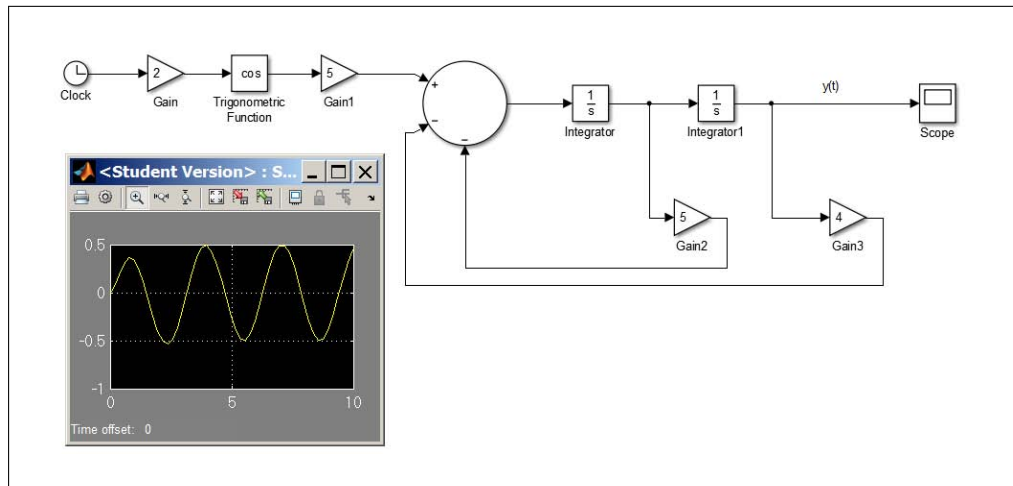 2
cos
5
+
−
−
1
s
1
s
y(t)
Clock
Gain
Trigonometric
Function
Gain1
Integrator
Integrator1
Scope
5
Gain2
4
Gain3
<Student Version> : S...
0.5
0
-0.5
-1
0
5
10
Time offset: 0